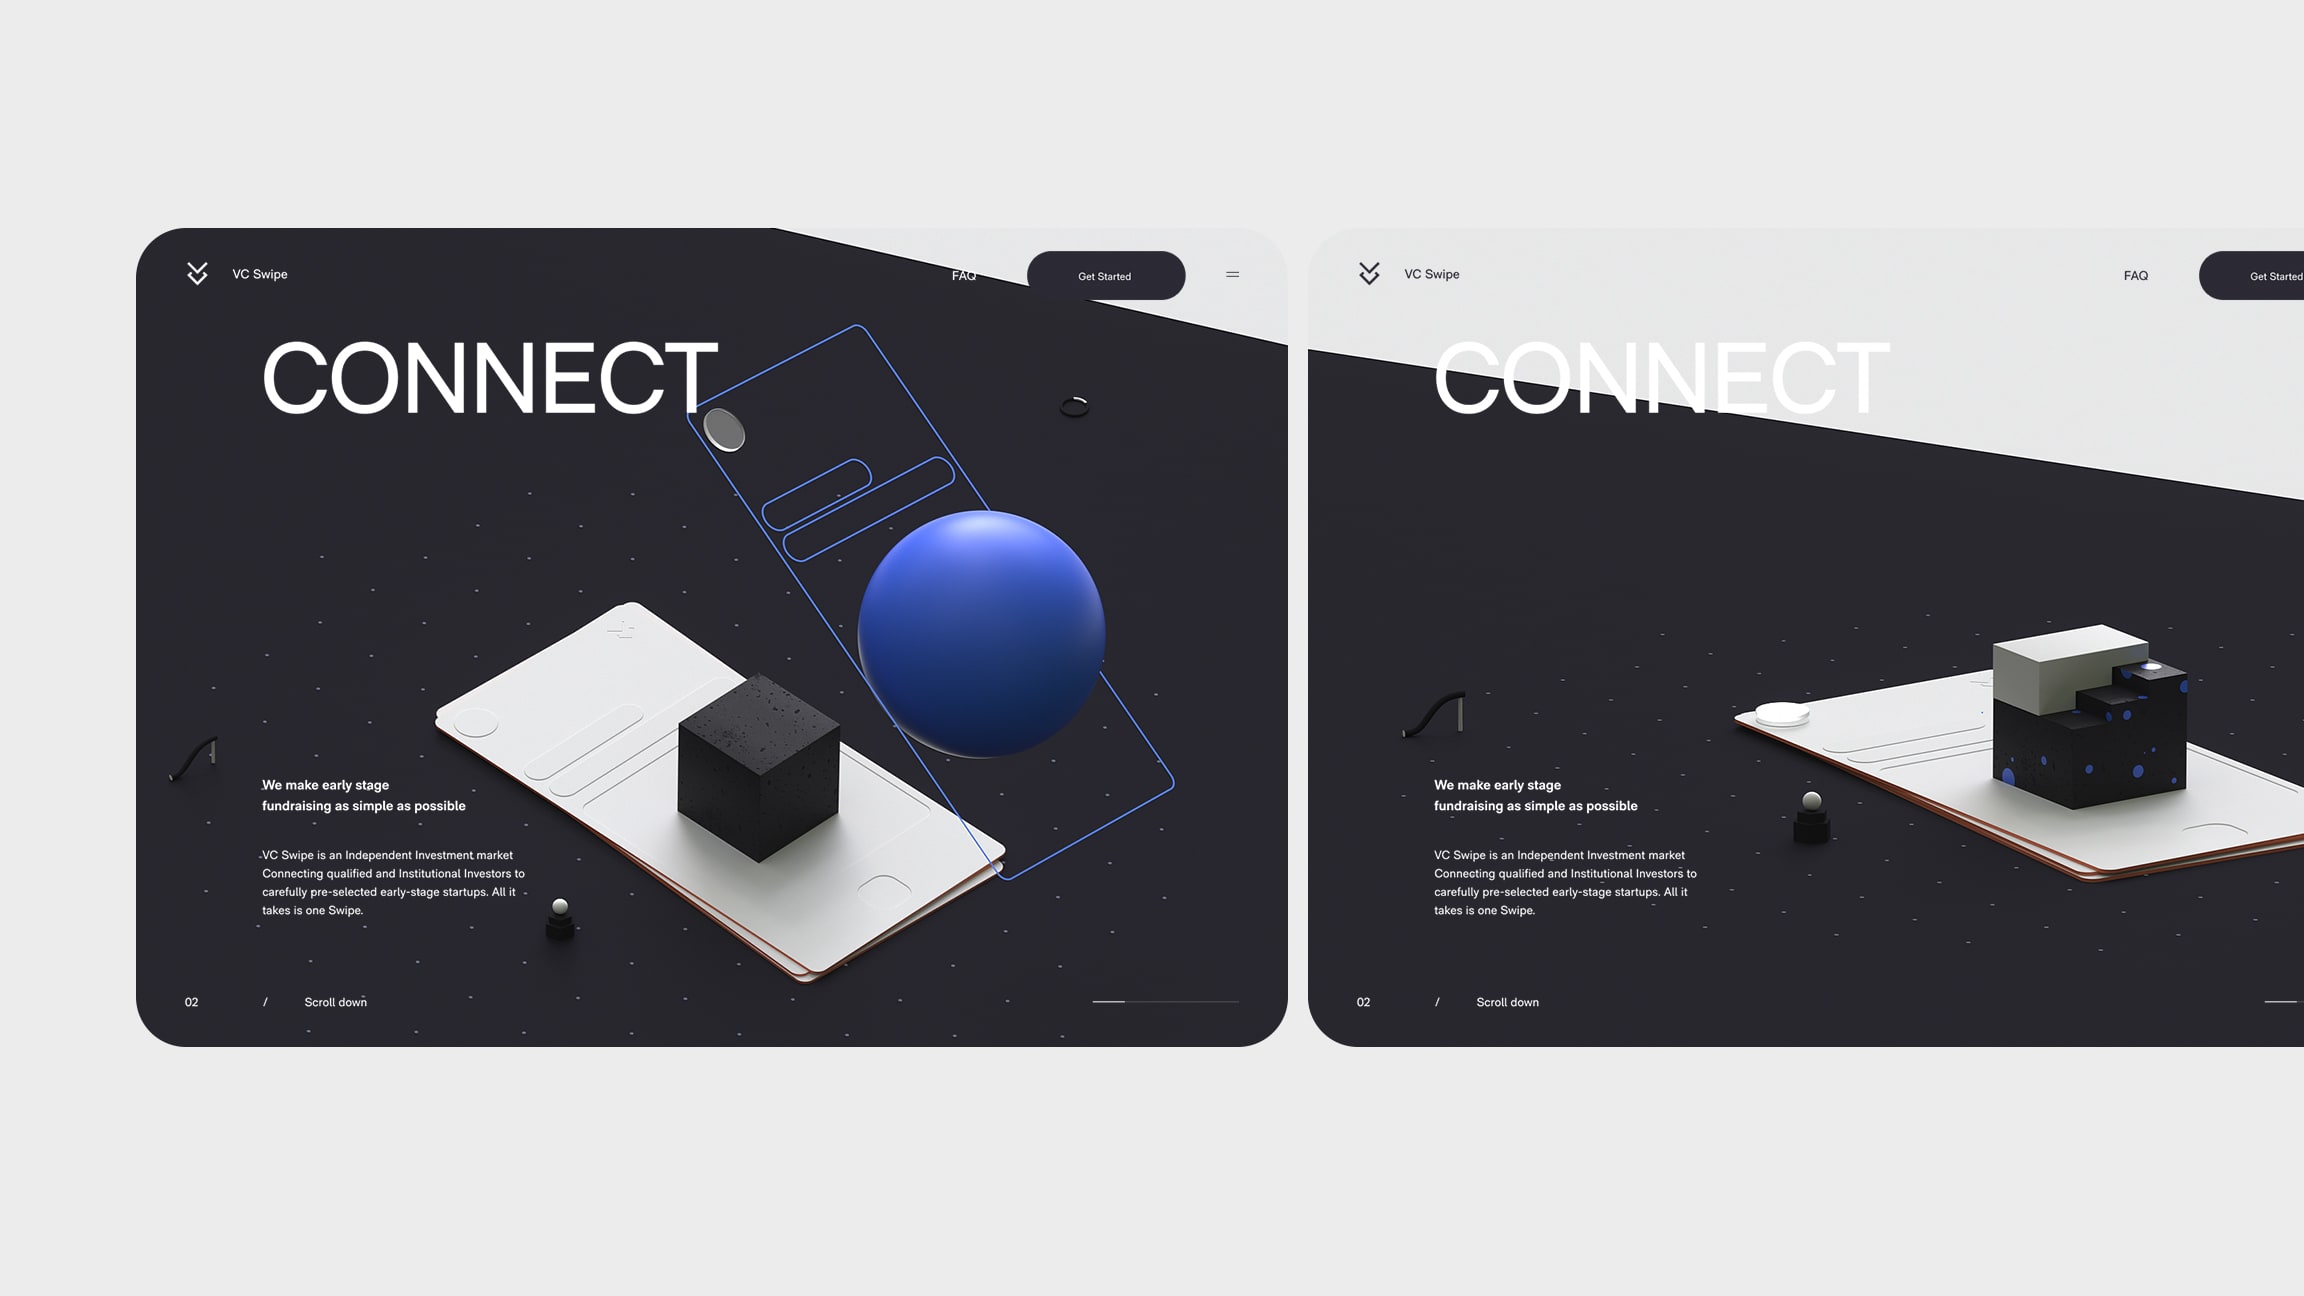 VC Swipe
FAQ
Get Started
CONNECT
We make early stage
fundraising as simple as possible
VC Swipe is an Independent Investment market
Connecting qualified and Institutional Investors to
carefully pre-selected early-stage startups. All it
takes is one Swipe.
02 / Scroll down
VC Swipe
FAQ
Get Started
CONNECT
We make early stage
fundraising as simple as possible
VC Swipe is an Independent Investment market
Connecting qualified and Institutional Investors to
carefully pre-selected early-stage startups. All it
takes is one Swipe.
02 / Scroll down